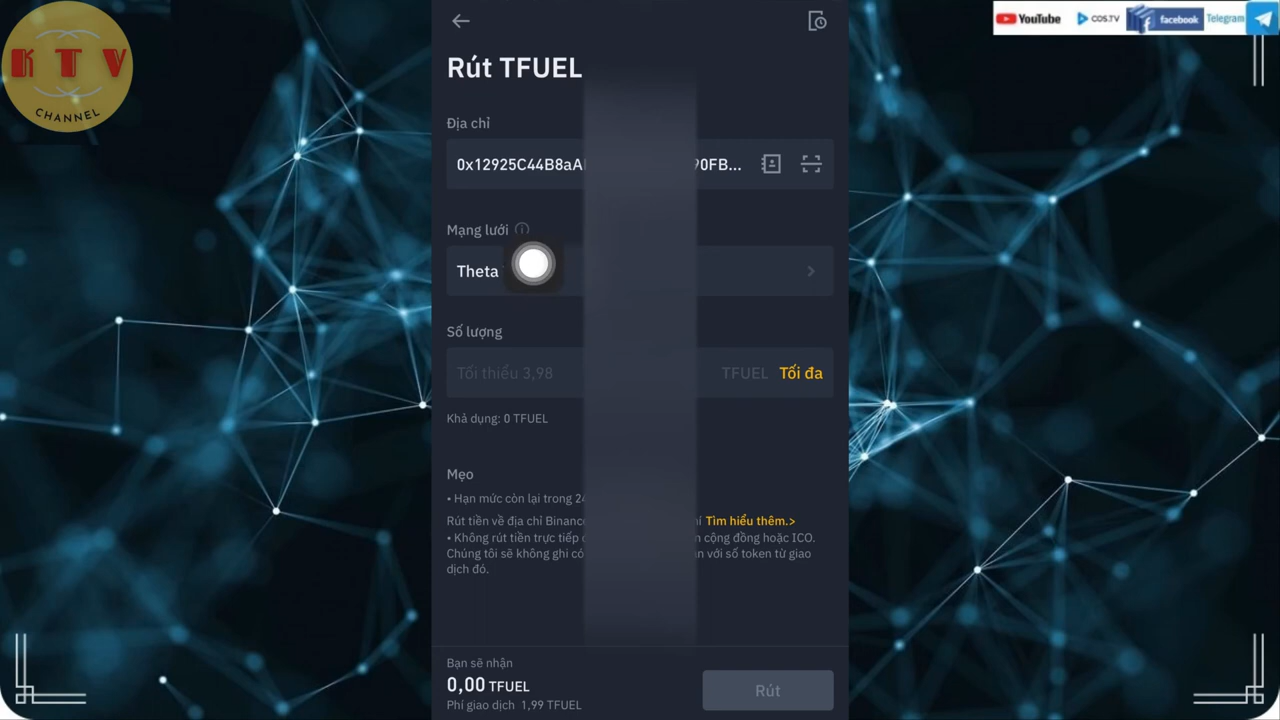 K T V
CHANNEL
YouTube
COS.TV
facebook
Telegram
Rút TFUEL
Địa chỉ
0x12925C44B8aA 90FB...
Mạng lưới
Theta
Số lượng
Tối thiểu 3,98 TFUEL Tối đa
Khả dụng: 0 TFUEL
Mẹo
• Hạn mức còn lại trong
Rút tiền về địa chỉ Binance Tìm hiểu thêm.>
• Không rút tiền trực tiếp cộng đồng hoặc ICO.
Chúng tôi sẽ không ghi có với số token từ giao
dịch đó.
Bạn sẽ nhận
0,00 TFUEL
Phí giao dịch 1,99 TFUEL
Rút